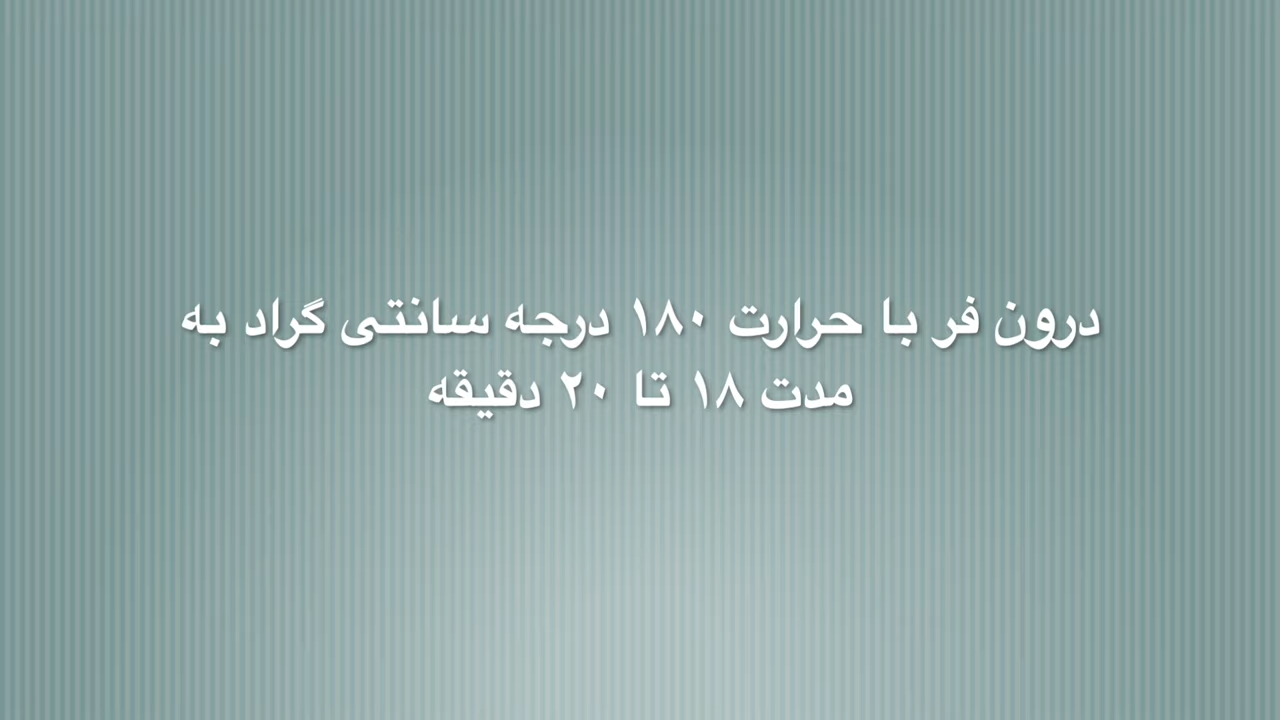 درون فر با حرارت ۱۸۰ درجه سانتی گراد به
مدت ۱۸ تا ۲۰ دقیقه